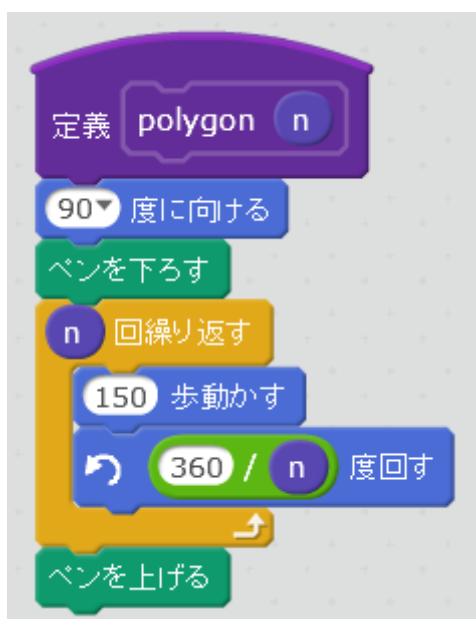 定義 polygon n
90 度に向ける
ペンを下ろす
n 回繰り返す
150 歩動かす
360 / n 度回す
ペンを上げる